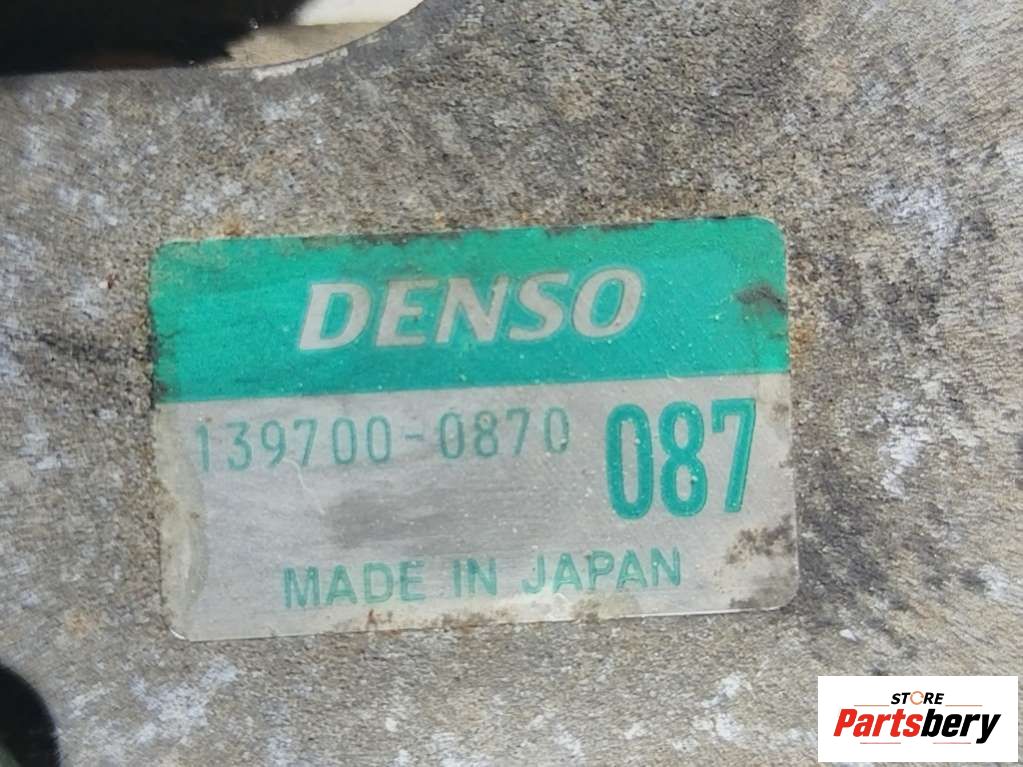 DENSO
139700-0870 087
MADE IN JAPAN
STORE
Partsbery